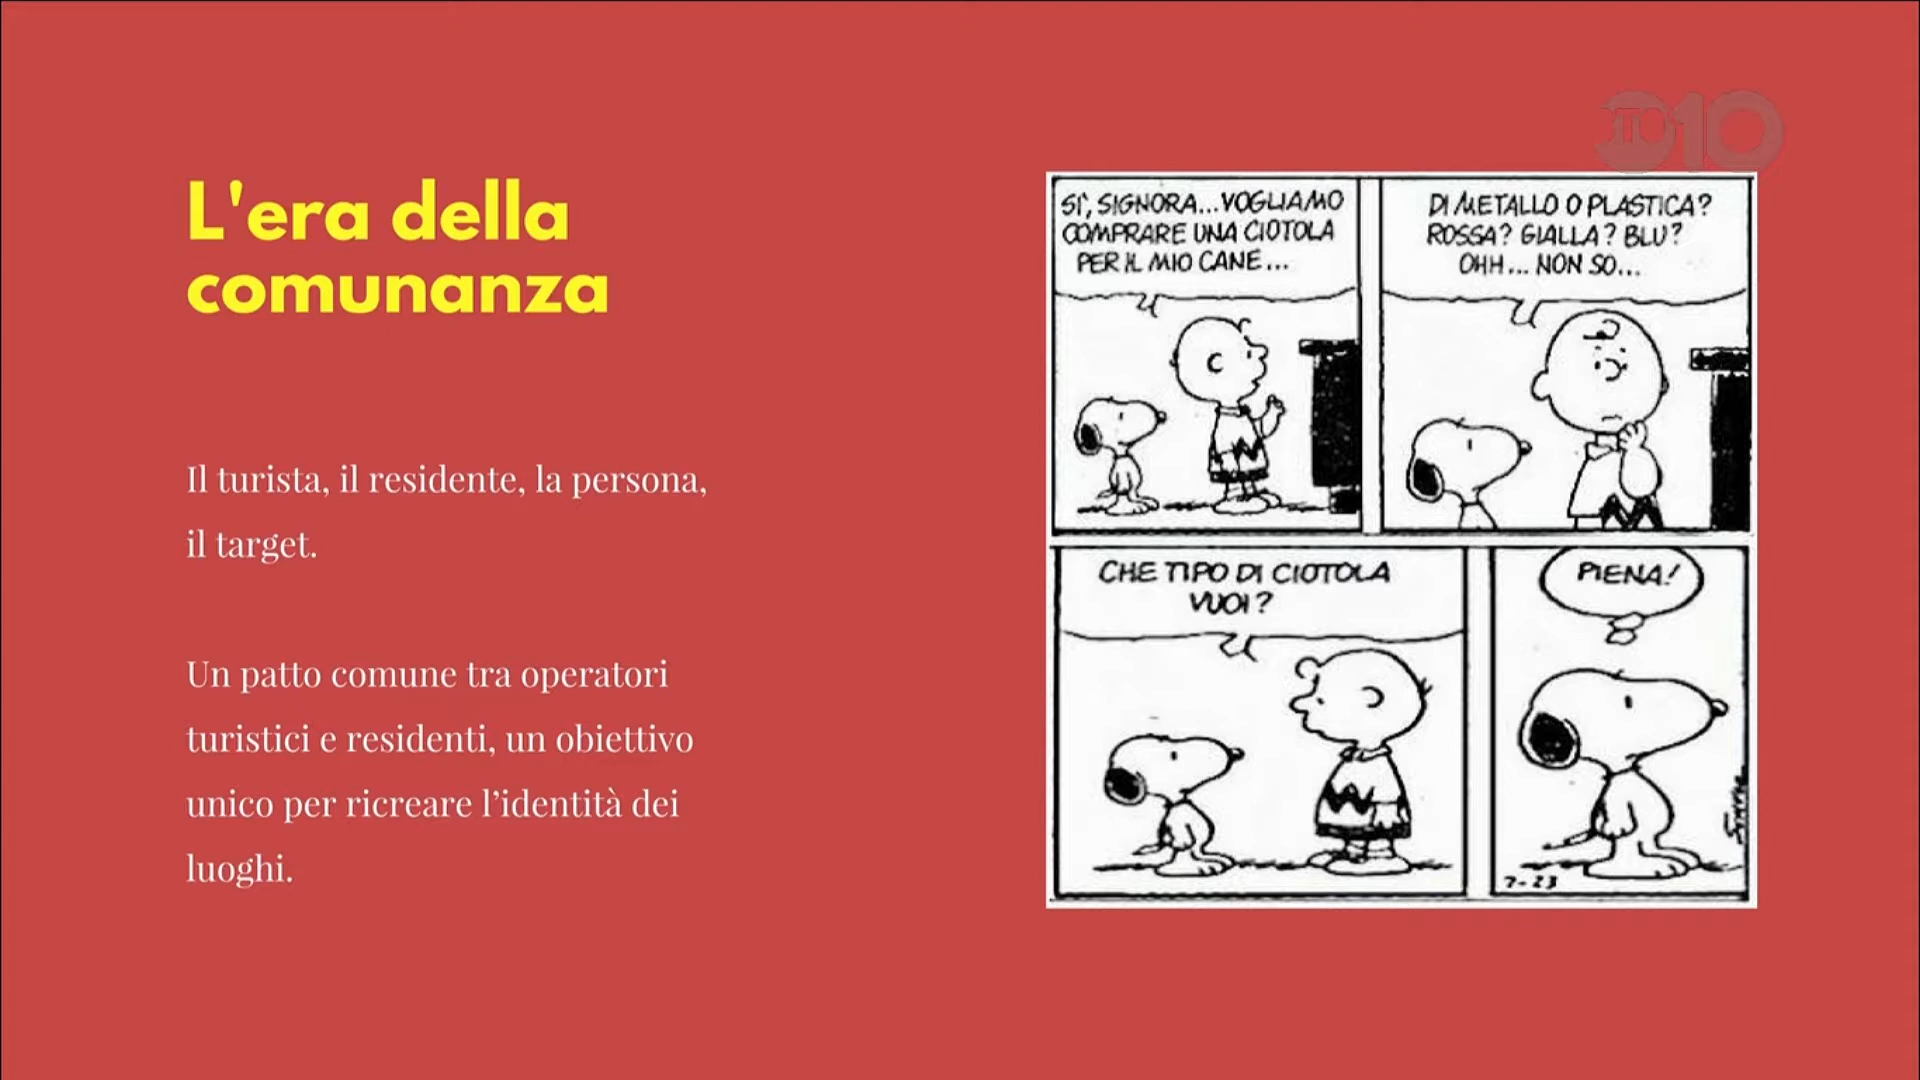 L'era della
comunanza
Il turista, il residente, la persona,
il target.
Un patto comune tra operatori
turistici e residenti, un obiettivo
unico per ricreare l’identità dei
luoghi.
SI', SIGNORA...VOGLIAMO
COMPRARE UNA CIOTOLA
PER IL MIO CANE...
DI METALLO O PLASTICA?
ROSSA? GIALLA? BLU?
OHH... NON SO...
CHE TIPO DI CIOTOLA
VUOI?
PIENA!
7-23
10